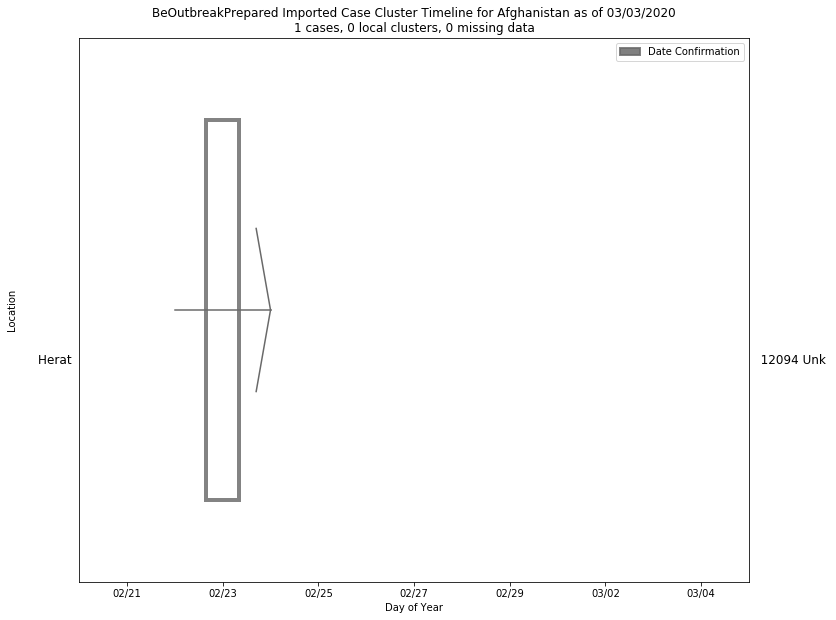 BeOutbreakPrepared Imported Case Cluster Timeline for Afghanistan as of 03/03/2020
1 cases, 0 local clusters, 0 missing data
Date Confirmation
Location
Herat
12094 Unk
02/21 02/23 02/25 02/27 02/29 03/02 03/04
Day of Year